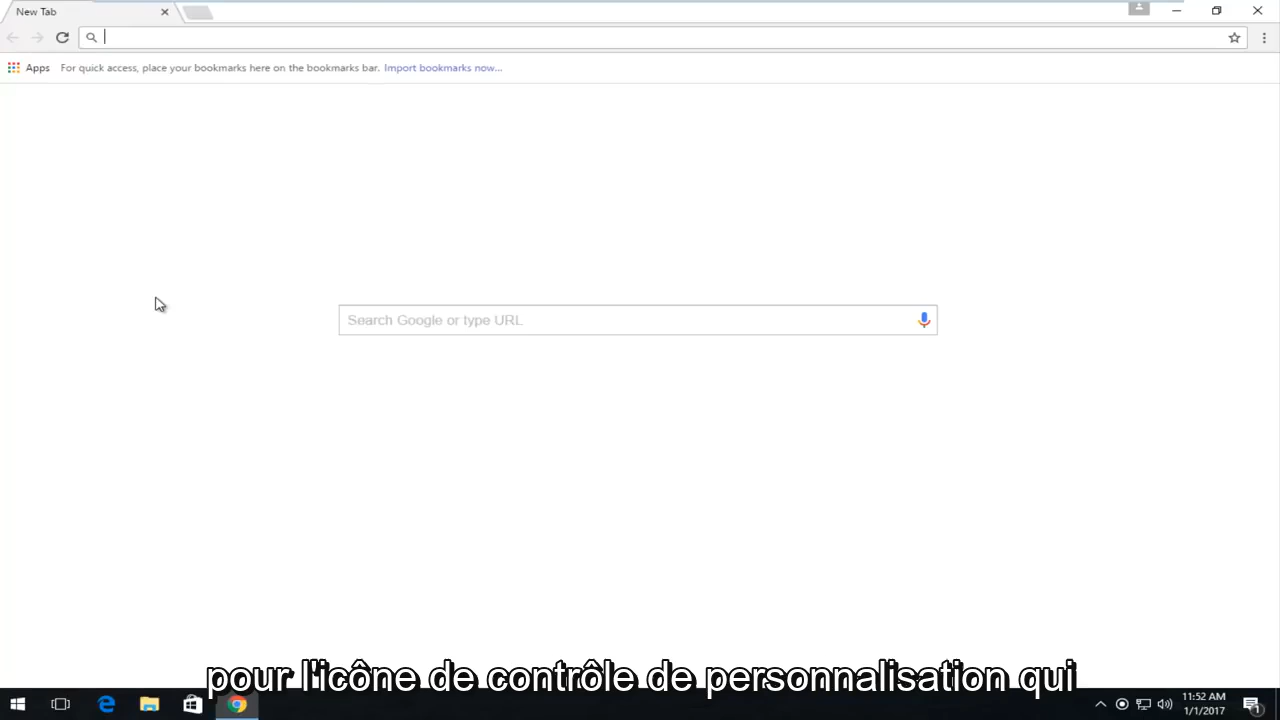 New Tab
Apps For quick access, place your bookmarks here on the bookmarks bar. Import bookmarks now...
Search Google or type URL
pour l'icône de contrôle de personnalisation qui
11:52 AM
1/1/2017
1